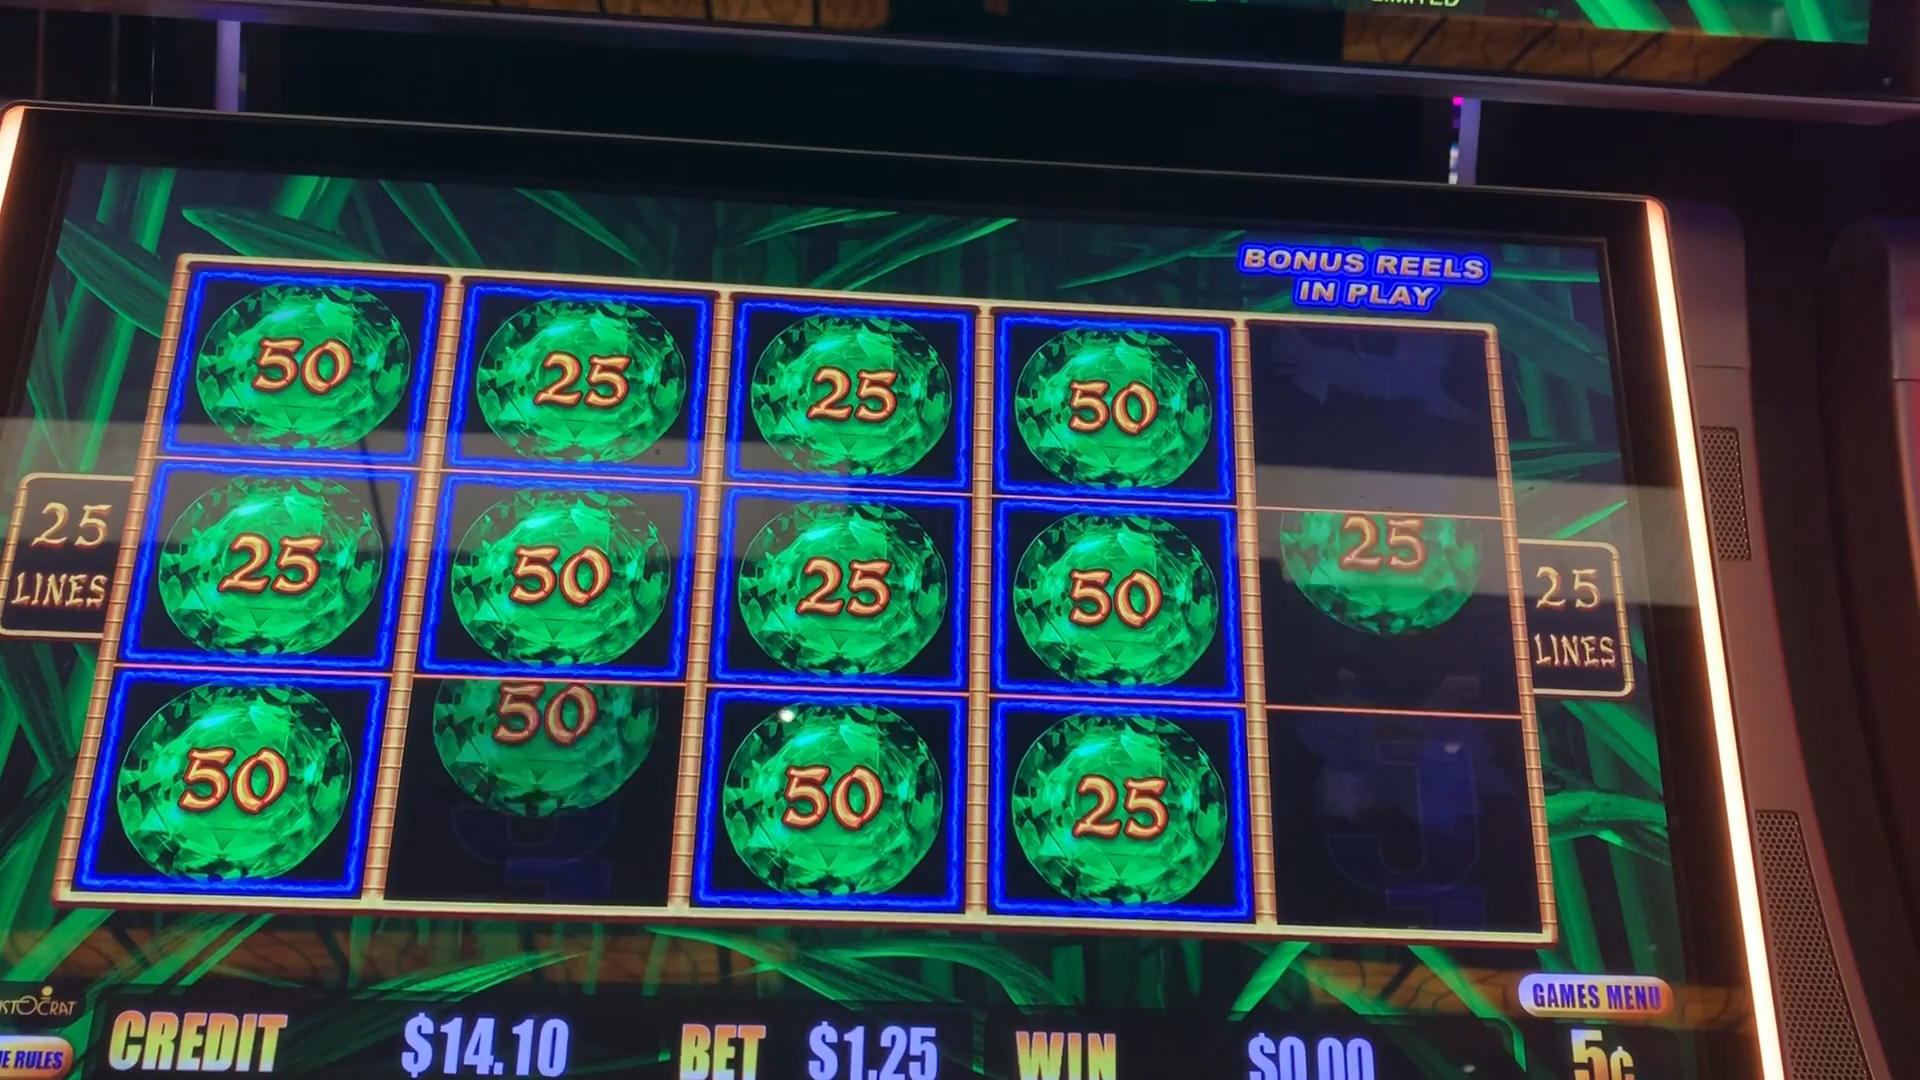 BONUS REELS
IN PLAY
50 25 25 50
25 50 25 50 25
50 50 50 25
25
LINES
25
LINES
GAMES MENU
CREDIT $14.10 BET $1.25 WIN $0.00 5¢
RULES